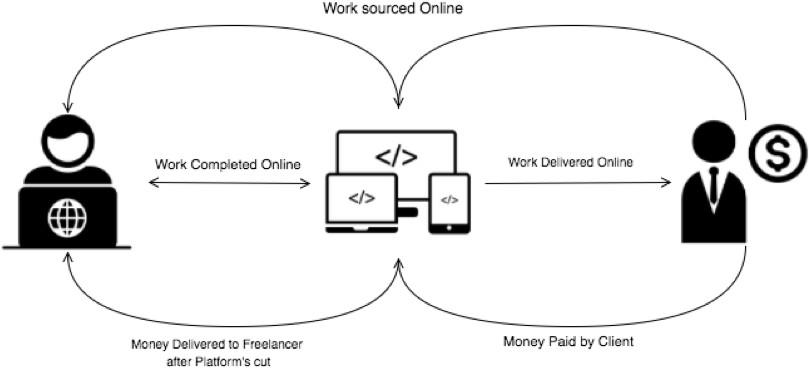 Work sourced Online
Work Completed Online
Work Delivered Online
</>
</>
</>
$
Money Delivered to Freelancer
after Platform's cut
Money Paid by Client